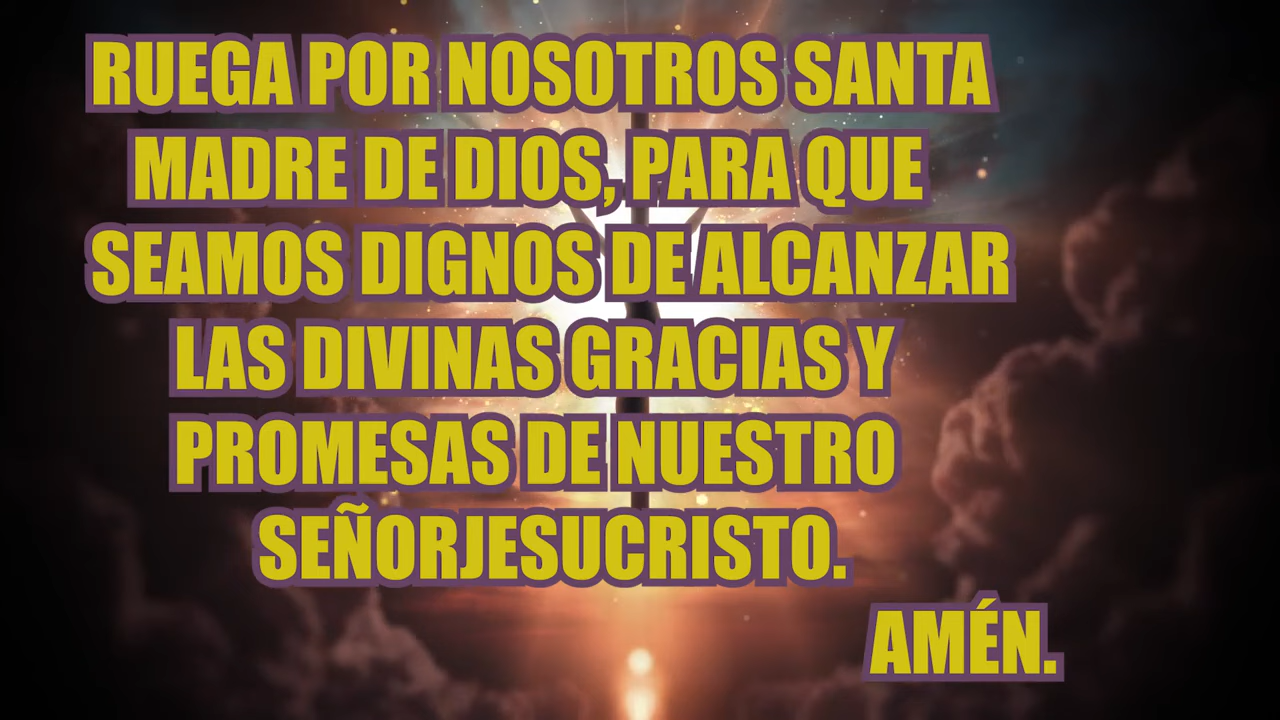 RUEGA POR NOSOTROS SANTA
MADRE DE DIOS, PARA QUE
SEAMOS DIGNOS DE ALCANZAR
LAS DIVINAS GRACIAS Y
PROMESAS DE NUESTRO
SEÑORJESUCRISTO.
AMÉN.